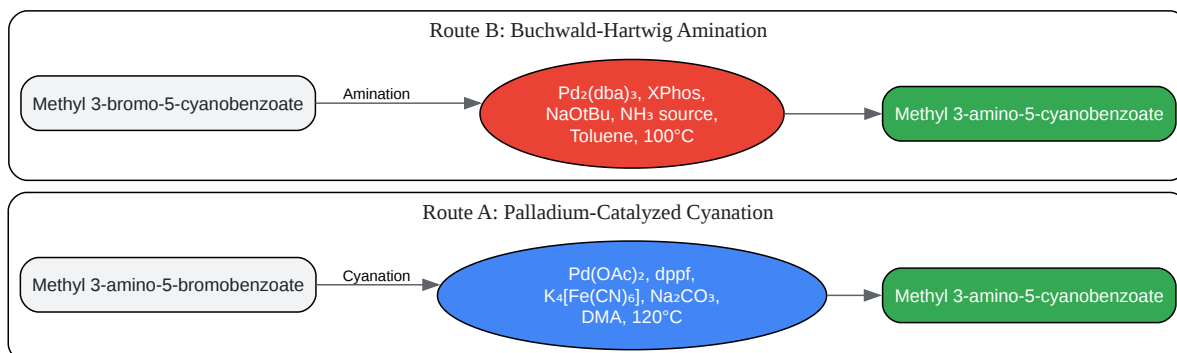 Route B: Buchwald-Hartwig Amination
Methyl 3-bromo-5-cyanobenzoate
Amination
Pd₂(dba)₃, XPhos,
NaOtBu, NH₃ source,
Toluene, 100°C
Methyl 3-amino-5-cyanobenzoate
Route A: Palladium-Catalyzed Cyanation
Methyl 3-amino-5-bromobenzoate
Cyanation
Pd(OAc)₂, dppf,
K₄[Fe(CN)₆], Na₂CO₃,
DMA, 120°C
Methyl 3-amino-5-cyanobenzoate